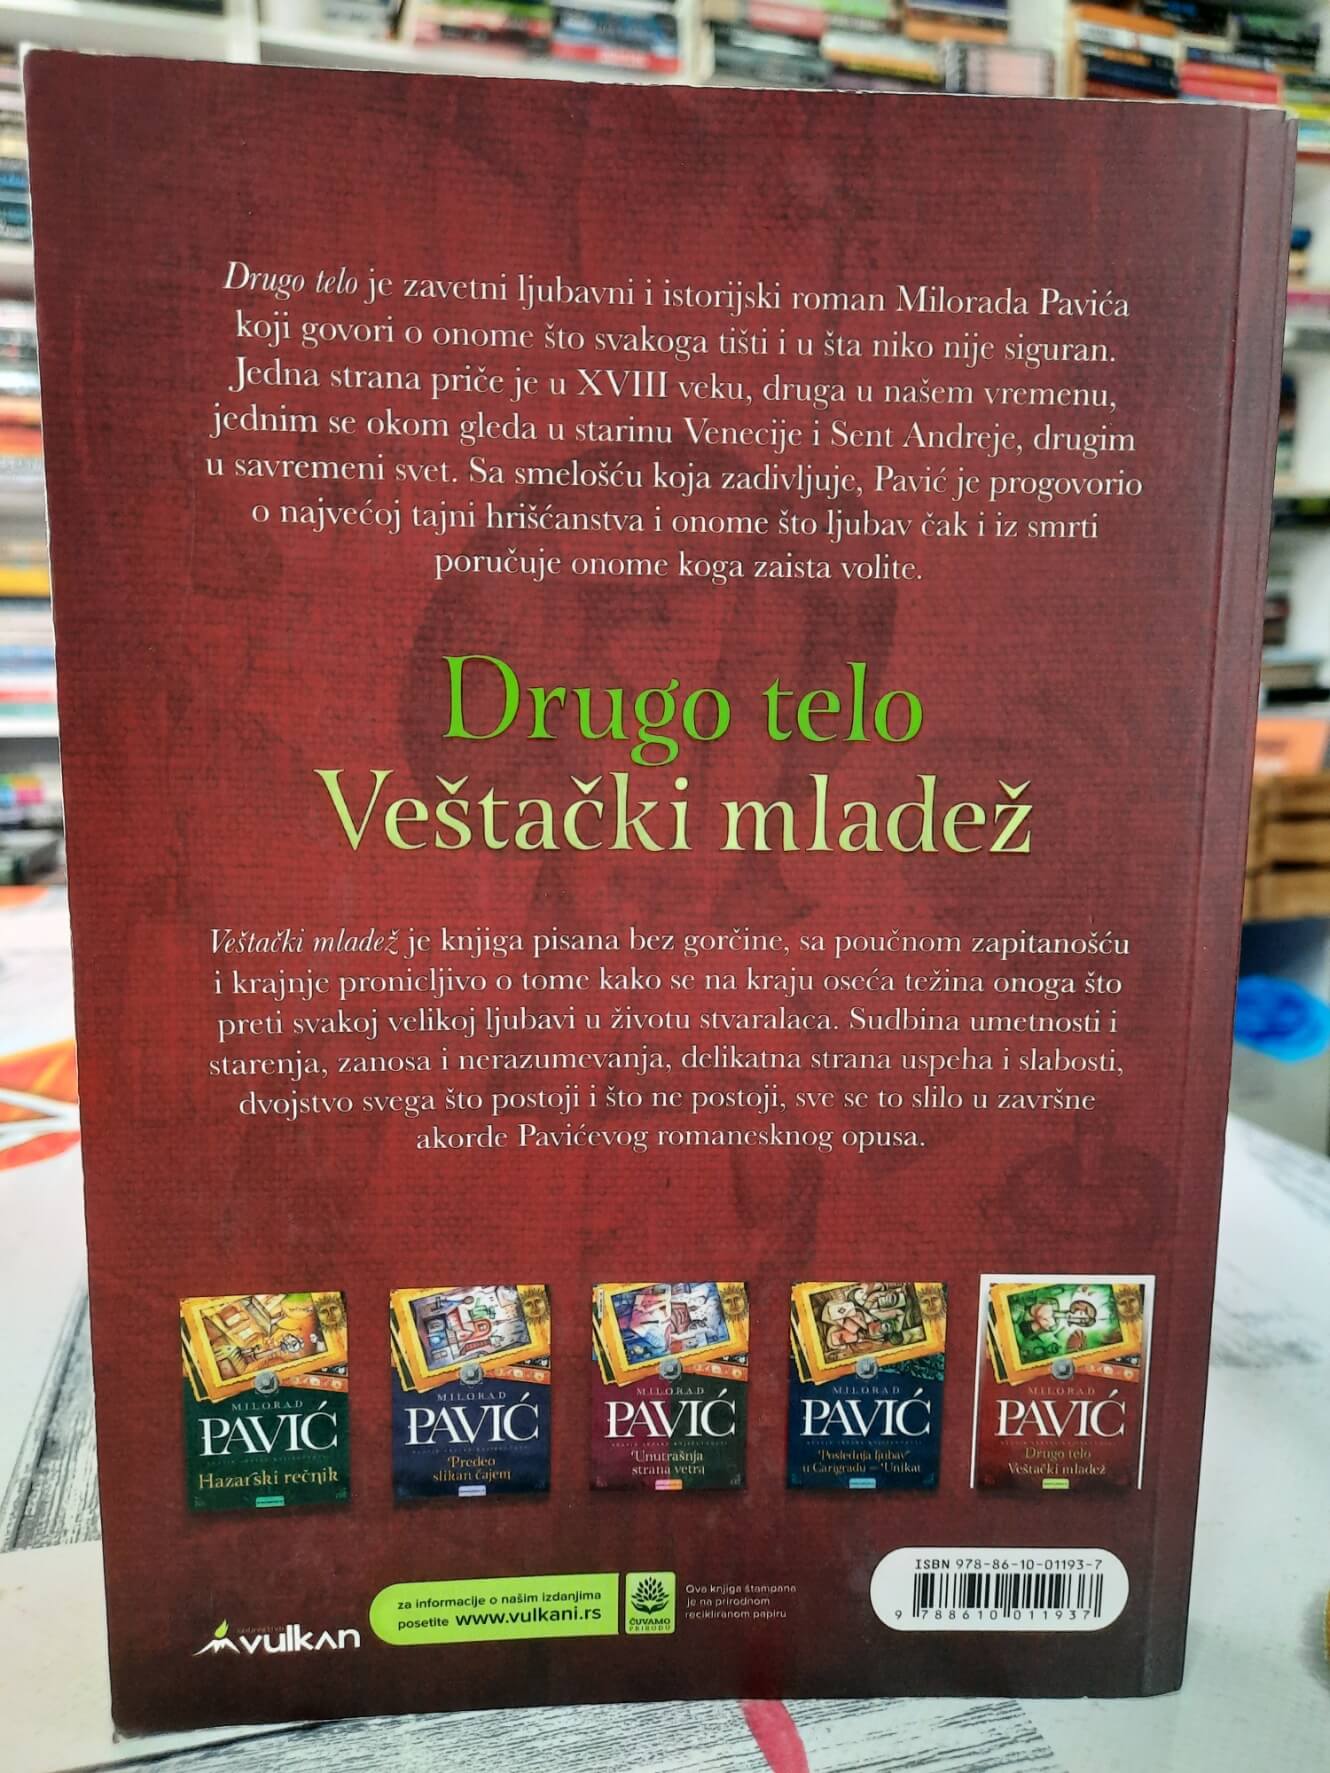 Drugo telo je zavetni ljubavni i istorijski roman Milorada Pavića
koji govori o onome što svakoga tišti i u šta niko nije siguran.
Jedna strana priče je u XVIII veku, druga u našem vremenu,
jednim se okom gleda u starinu Venecije i Sent Andreje, drugim
u savremeni svet. Sa smelošću koja zadivljuje, Pavić je progovorio
o najvećoj tajni hrišćanstva i onome što ljubav čak i iz smrti
poručuje onome koga zaista volite.
Drugo telo
Veštački mladež
Veštački mladež je knjiga pisana bez gorčine, sa poučnom zapitanošću
i krajnje pronicljivo o tome kako se na kraju oseća težina onoga što
preti svakoj velikoj ljubavi u životu stvaralaca. Sudbina umetnosti i
starenja, zanosa i nerazumevanja, delikatna strana uspeha i slabosti,
dvojstvo svega što postoji i što ne postoji, sve se to slilo u završne
akorde Pavićevog romanesknog opusa.
MILORAD
PAVIĆ
Hazarski rečnik
MILORAD
PAVIĆ
Predeo
slikan čajem
MILORAD
PAVIĆ
Unutrašnja
strana vetra
MILORAD
PAVIĆ
Poslednja ljubav
u Carigradu – Unikat
MILORAD
PAVIĆ
Drugo telo
Veštački mladež
vulkan
za informacije o našim izdanjima
posetite www.vulkani.rs
ČUVAMO
PRIRODU
Ova knjiga štampana
je na prirodnom
recikliranom papiru
ISBN 978-86-10-01193-7
9 788610 011937